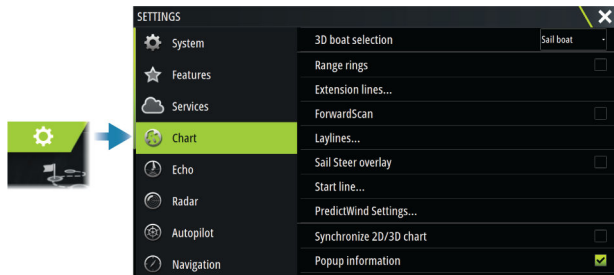 SETTINGS
System
Features
Services
Chart
Echo
Radar
Autopilot
Navigation
3D boat selection
Sail boat
Range rings
Extension lines...
ForwardScan
Laylines...
Sail Steer overlay
Start line...
PredictWind Settings...
Synchronize 2D/3D chart
Popup information